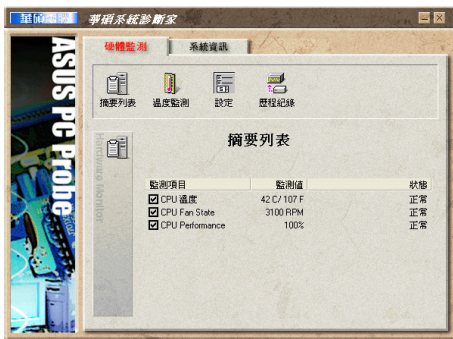 華碩電腦 華碩系統診斷家
硬體監測 系統資訊
摘要列表 溫度監測 設定 歷程紀錄
ASUS PC Probe
Hardware Monitor
摘要列表
監測項目 監測值 狀態
CPU 溫度 42 C/ 107 F 正常
CPU Fan State 3100 RPM 正常
CPU Performance 100% 正常